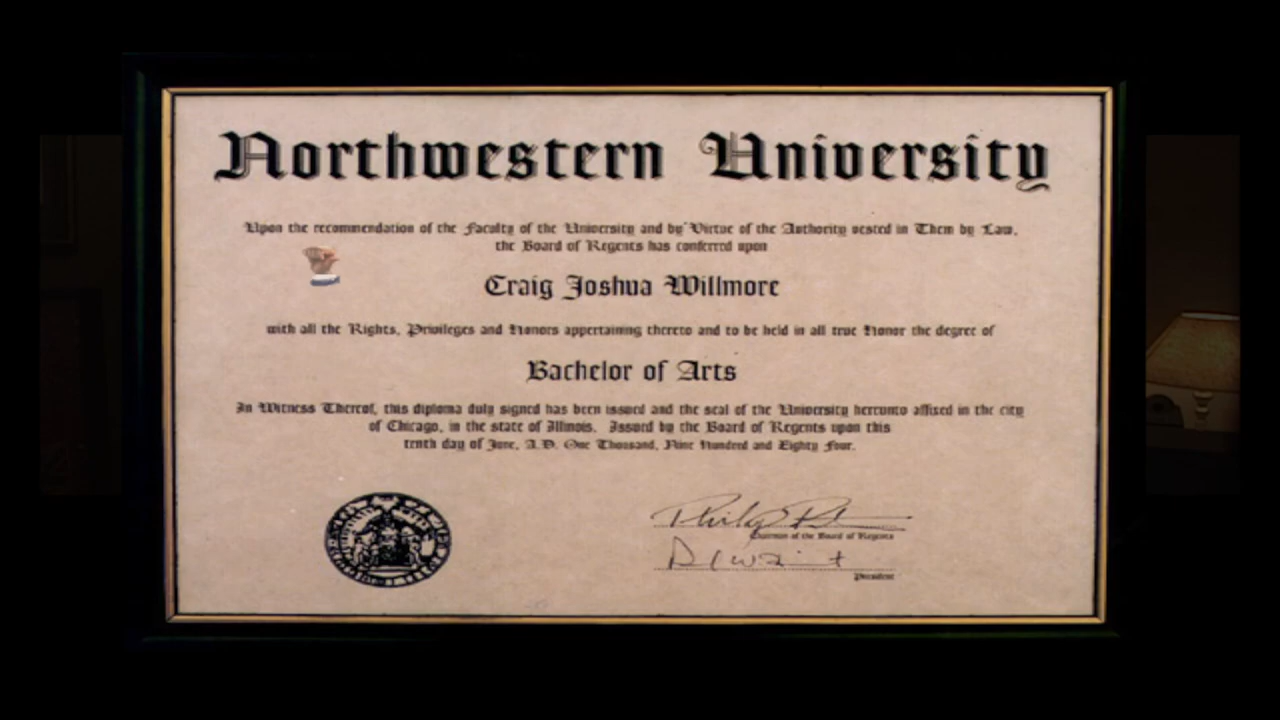 Northwestern University
Upon the recommendation of the Faculty of the University and by Virtue of the Authority vested in Them by Law,
the Board of Regents has conferred upon
Craig Joshua Willmore
with all the Rights, Privileges and Honors appertaining thereto and to be held in all true Honor the degree of
Bachelor of Arts
In Witness Thereof, this diploma duly signed has been issued and the seal of the University hereunto affixed in the city
of Chicago, in the state of Illinois. Issued by the Board of Regents upon this
tenth day of June, A.D. One Thousand, Nine Hundred and Eighty Four.
Chairman of the Board of Regents
President